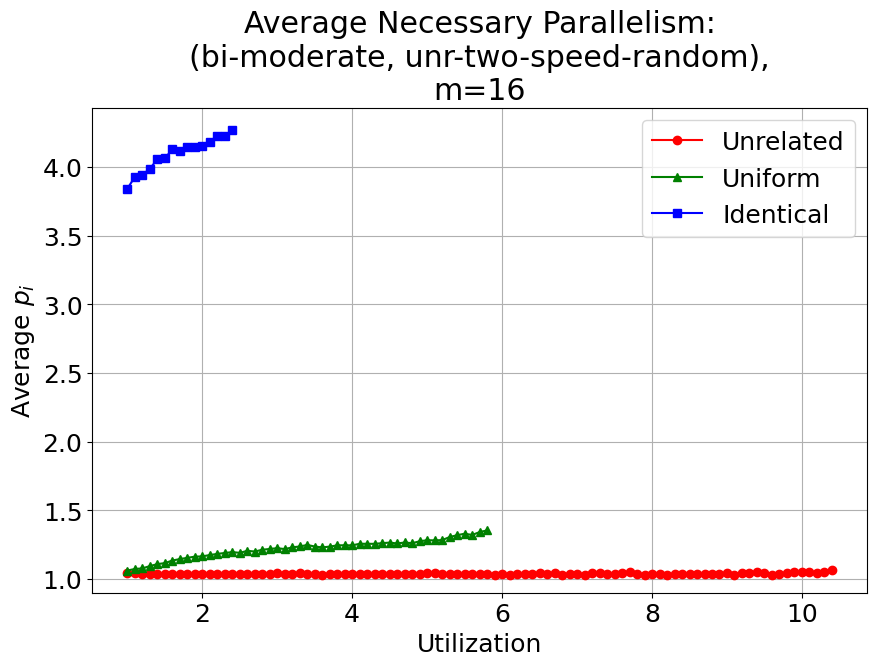 Average Necessary Parallelism:
(bi-moderate, unr-two-speed-random),
m=16
Unrelated
Uniform
Identical
Average $p_i$
4.0
3.5
3.0
2.5
2.0
1.5
1.0
2
4
6
8
10
Utilization